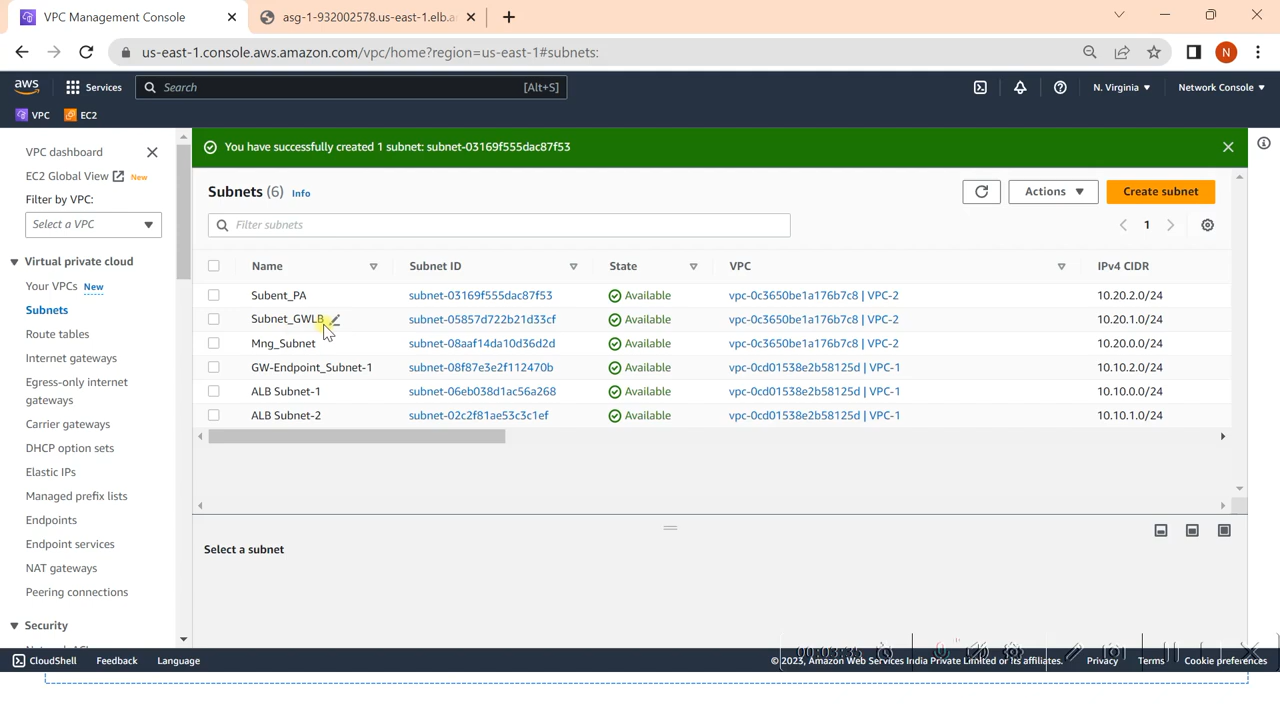 VPC Management Console
asg-1-932002578.us-east-1.elb.a
us-east-1.console.aws.amazon.com/vpc/home?region=us-east-1#subnets:
N
aws
Services
Search
[Alt+S]
N. Virginia
Network Console
VPC
EC2
VPC dashboard
EC2 Global View
New
Filter by VPC:
Select a VPC
Virtual private cloud
Your VPCs New
Subnets
Route tables
Internet gateways
Egress-only internet
gateways
Carrier gateways
DHCP option sets
Elastic IPs
Managed prefix lists
Endpoints
Endpoint services
NAT gateways
Peering connections
Security
You have successfully created 1 subnet: subnet-03169f555dac87f53
Subnets (6) Info
Actions
Create subnet
Filter subnets
1
Name Subnet ID State VPC IPv4 CIDR
Subent_PA subnet-03169f555dac87f53 Available vpc-0c3650be1a176b7c8 | VPC-2 10.20.2.0/24
Subnet_GWLB subnet-05857d722b21d33cf Available vpc-0c3650be1a176b7c8 | VPC-2 10.20.1.0/24
Mng_Subnet subnet-08aaf14da10d36d2d Available vpc-0c3650be1a176b7c8 | VPC-2 10.20.0.0/24
GW-Endpoint_Subnet-1 subnet-08f87e3e2f112470b Available vpc-0cd01538e2b58125d | VPC-1 10.10.2.0/24
ALB Subnet-1 subnet-06eb038d1ac56a268 Available vpc-0cd01538e2b58125d | VPC-1 10.10.0.0/24
ALB Subnet-2 subnet-02c2f81ae53c3c1ef Available vpc-0cd01538e2b58125d | VPC-1 10.10.1.0/24
Select a subnet
00:03:35
CloudShell
Feedback
Language
© 2023, Amazon Web Services India Private Limited or its affiliates.
Privacy
Terms
Cookie preferences